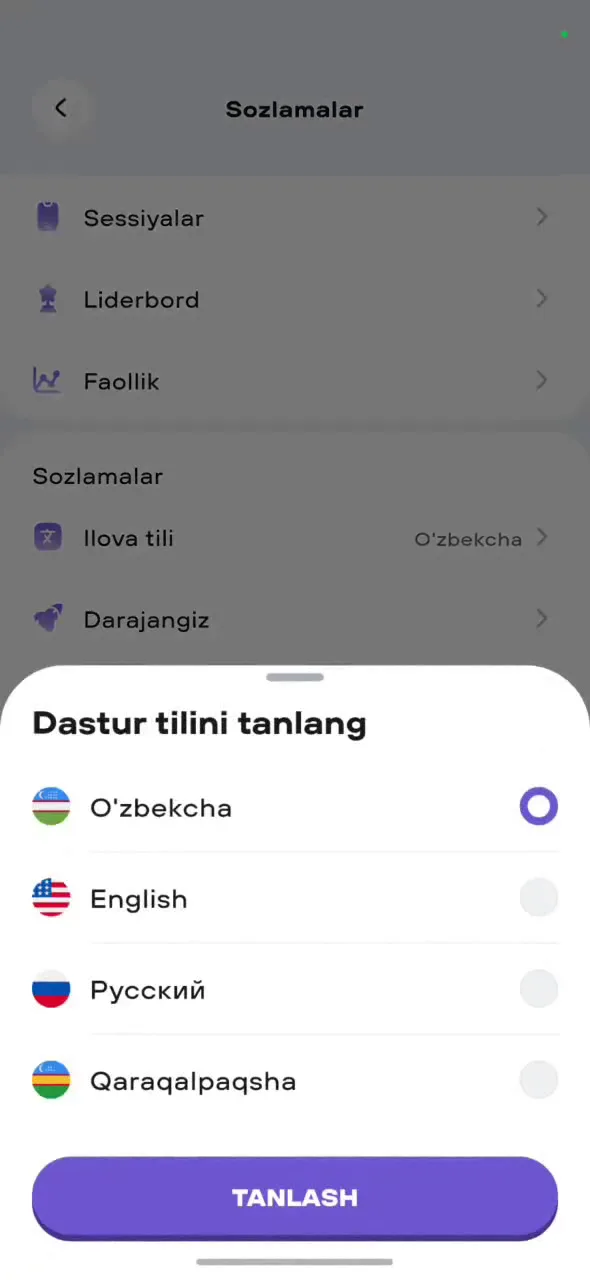 Sozlamalar
Sessiyalar
Liderbord
Faollik
Sozlamalar
Ilova tili O'zbekcha
Darajangiz
Dastur tilini tanlang
O'zbekcha
English
Русский
Qaraqalpaqsha
TANLASH